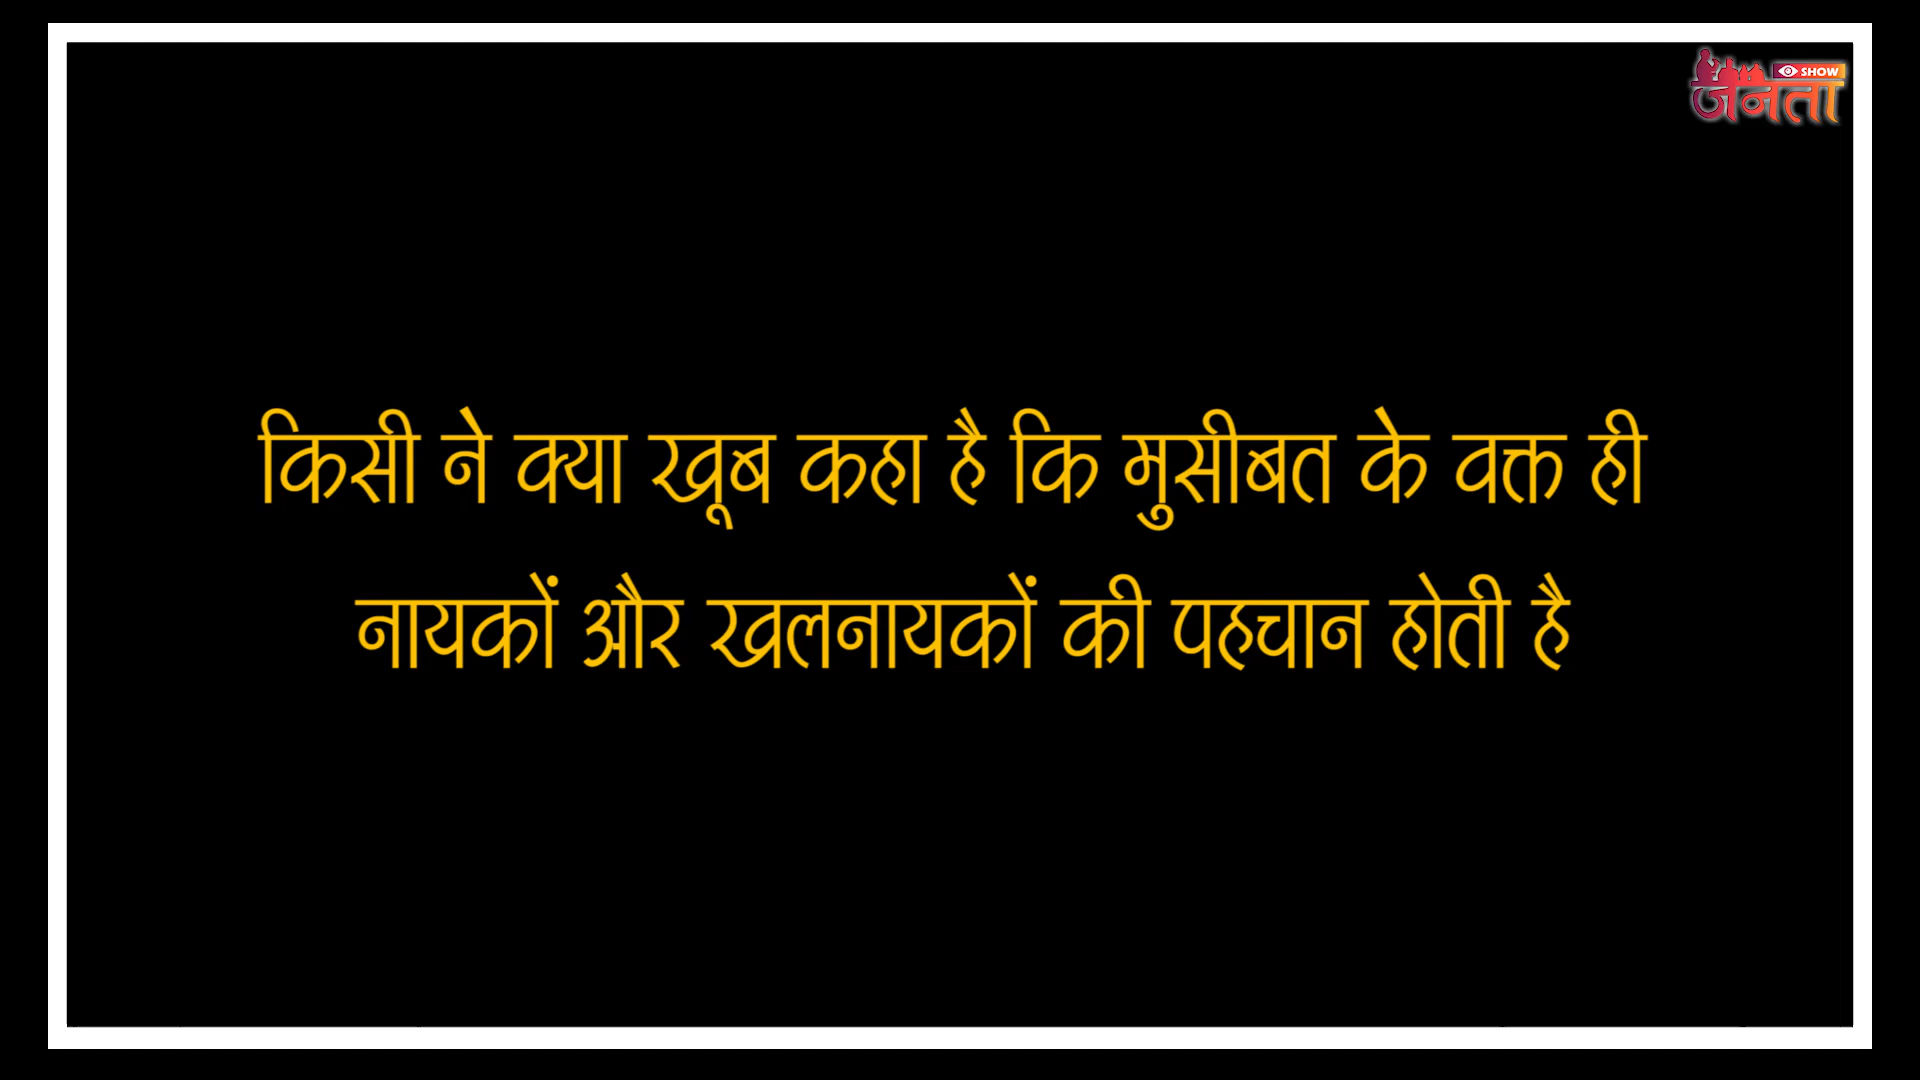 SHOW
जनता
किसी ने क्या खूब कहा है कि मुसीबत के वक्त ही
नायकों और खलनायकों की पहचान होती है